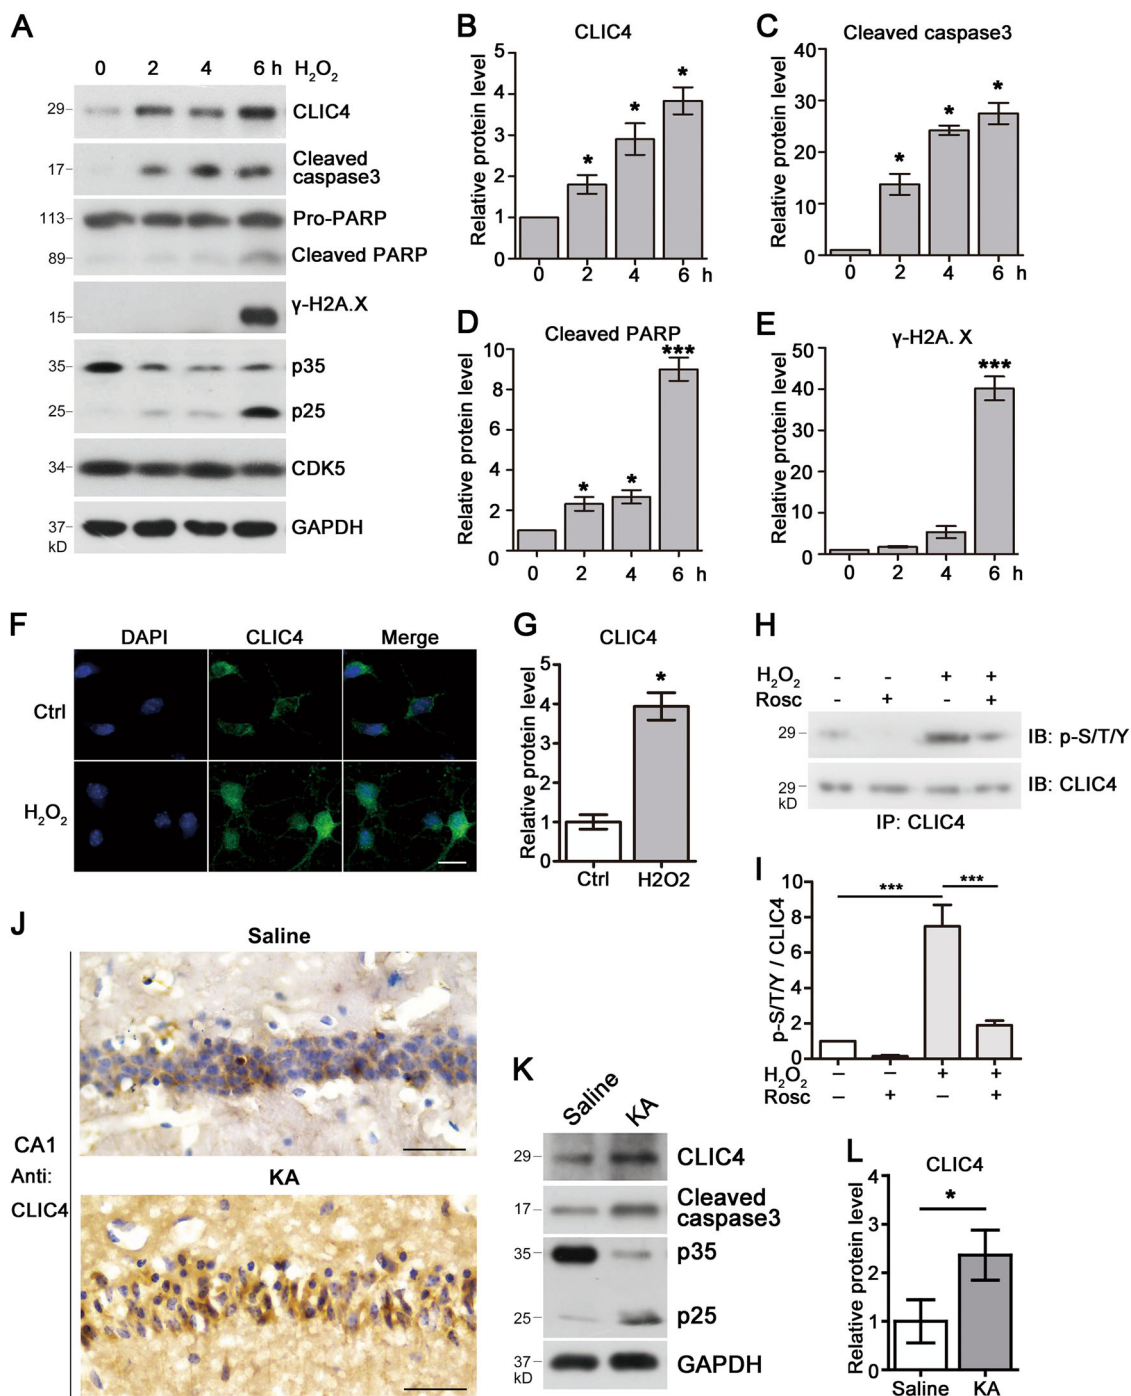 A
0 2 4 6 h H₂O₂
29 CLIC4
17 Cleaved
caspase3
113 Pro-PARP
89 Cleaved PARP
15 γ-H2A.X
35 p35
25 p25
34 CDK5
37 GAPDH
kD
B
CLIC4
Relative protein level
5
4
3
2
1
0
0 2 4 6 h
*
*
*
C
Cleaved caspase3
Relative protein level
40
30
20
10
0
0 2 4 6 h
*
*
*
D
Cleaved PARP
Relative protein level
10
8
6
4
2
0
0 2 4 6 h
*
*
***
E
γ-H2A. X
Relative protein level
50
40
30
20
10
0
0 2 4 6 h
***
F
DAPI CLIC4 Merge
Ctrl
H₂O₂
G
CLIC4
Relative protein level
5
4
3
2
1
0
Ctrl H2O2
*
H
H₂O₂ - - + +
Rosc - + - +
29 IB: p-S/T/Y
29 IB: CLIC4
kD
IP: CLIC4
I
p-S/T/Y / CLIC4
10
8
6
4
2
0
*** ***
H₂O₂ – – + +
Rosc – + – +
J
Saline
CA1
Anti:
CLIC4
KA
K
Saline KA
29 CLIC4
17 Cleaved
caspase3
35 p35
25 p25
37 GAPDH
kD
L
CLIC4
Relative protein level
4
3
2
1
0
*
Saline KA